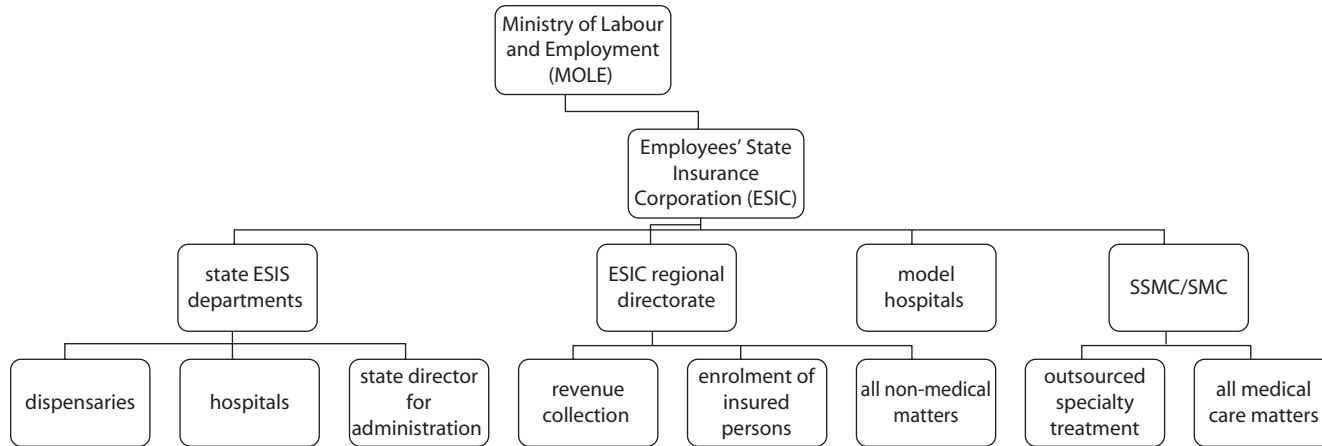 Ministry of Labour
and Employment
(MOLE)
Employees’ State
Insurance
Corporation (ESIC)
state ESIS
departments
ESIC regional
directorate
model
hospitals
SSMC/SMC
dispensaries
hospitals
state director
for
administration
revenue
collection
enrolment of
insured
persons
all non-medical
matters
outsourced
specialty
treatment
all medical
care matters